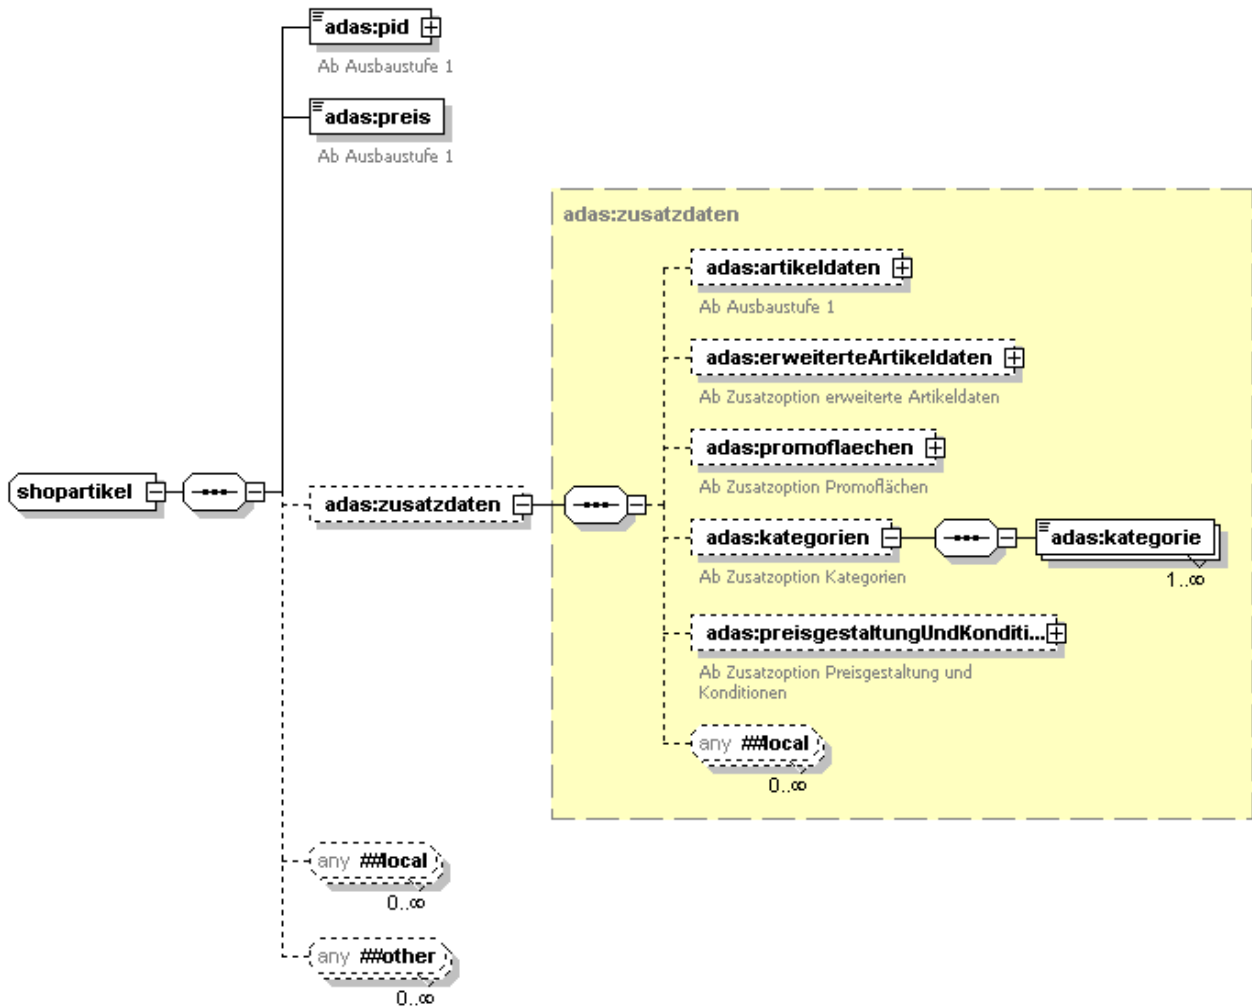 adas:pid
Ab Ausbaustufe 1
adas:preis
Ab Ausbaustufe 1
adas:zusatzdaten
adas:artikeldaten
Ab Ausbaustufe 1
adas:erweiterteArtikeldaten
Ab Zusatzoption erweiterte Artikeldaten
adas:promoflaechen
Ab Zusatzoption Promoflächen
shopartikel
adas:zusatzdaten
adas:kategorien
adas:kategorie
Ab Zusatzoption Kategorien
1..∞
adas:preisgestaltungUndKonditi...
Ab Zusatzoption Preisgestaltung und
Konditionen
any ##local
0..∞
any ##local
0..∞
any ##other
0..∞